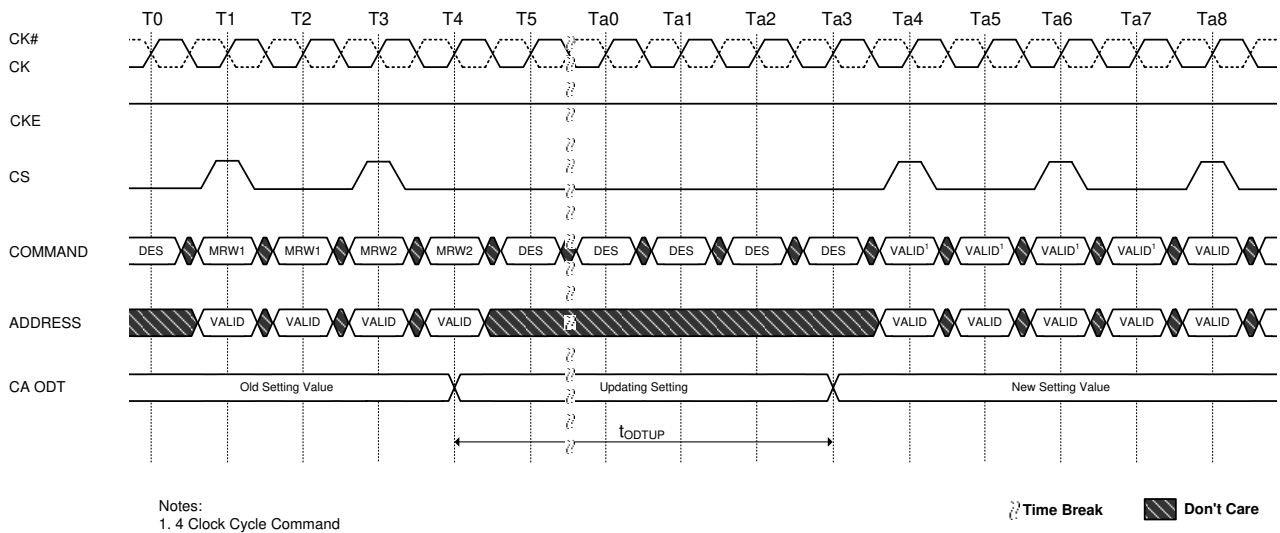 T0 T1 T2 T3 T4 T5 Ta0 Ta1 Ta2 Ta3 Ta4 Ta5 Ta6 Ta7 Ta8
CK#
CK
CKE
CS
COMMAND DES MRW1 MRW1 MRW2 MRW2 DES DES DES DES DES VALID¹ VALID¹ VALID¹ VALID¹ VALID
ADDRESS VALID VALID VALID VALID VALID VALID VALID VALID VALID
CA ODT Old Setting Value Updating Setting New Setting Value
tODTUP
Notes:
1. 4 Clock Cycle Command
Time Break Don't Care